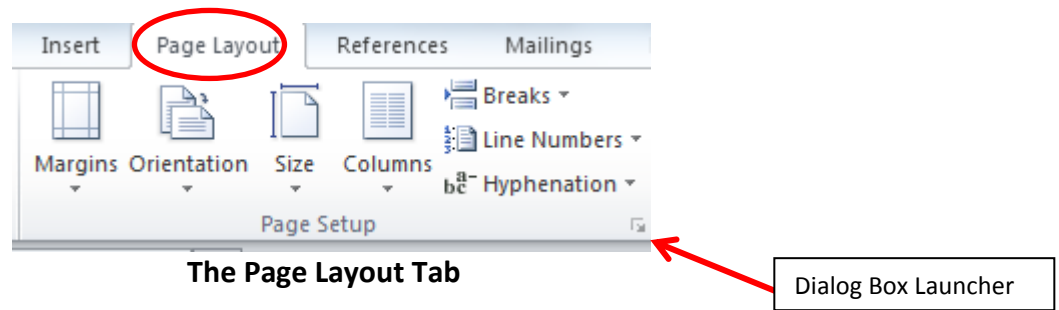 Insert Page Layout References Mailings
Breaks
Line Numbers
Margins Orientation Size Columns
Hyphenation
Page Setup
The Page Layout Tab
Dialog Box Launcher